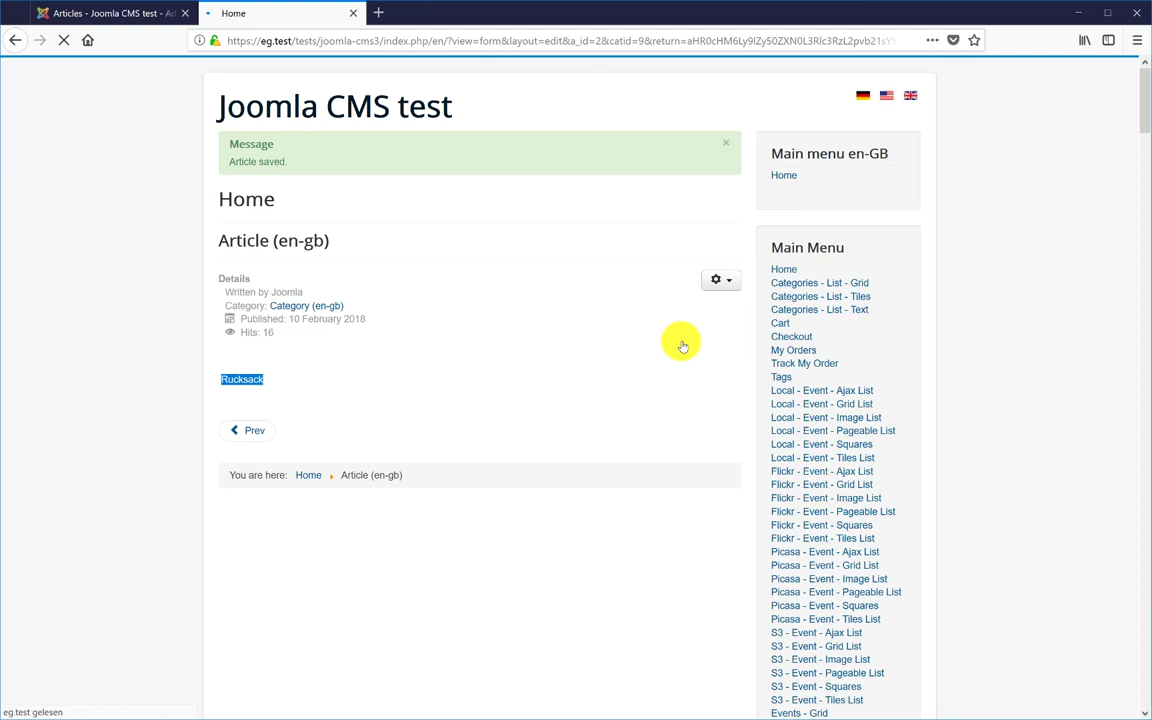 Articles - Joomla CMS test - Ad
Home
https://eg.test/tests/joomla-cms3/index.php/en/?view=form&layout=edit&a_id=2&catid=9&return=
Joomla CMS test
Message
Article saved.
Home
Article (en-gb)
Details
Written by Joomla
Category: Category (en-gb)
Published: 10 February 2018
Hits: 16
Rucksack
Prev
You are here: Home Article (en-gb)
Main menu en-GB
Home
Main Menu
Home
Categories - List - Grid
Categories - List - Tiles
Categories - List - Text
Cart
Checkout
My Orders
Track My Order
Tags
Local - Event - Ajax List
Local - Event - Grid List
Local - Event - Image List
Local - Event - Pageable List
Local - Event - Squares
Local - Event - Tiles List
Flickr - Event - Ajax List
Flickr - Event - Grid List
Flickr - Event - Image List
Flickr - Event - Pageable List
Flickr - Event - Squares
Flickr - Event - Tiles List
Picasa - Event - Ajax List
Picasa - Event - Grid List
Picasa - Event - Image List
Picasa - Event - Pageable List
Picasa - Event - Squares
Picasa - Event - Tiles List
S3 - Event - Ajax List
S3 - Event - Grid List
S3 - Event - Image List
S3 - Event - Pageable List
S3 - Event - Squares
S3 - Event - Tiles List
Events - Grid
eg.test gelesen